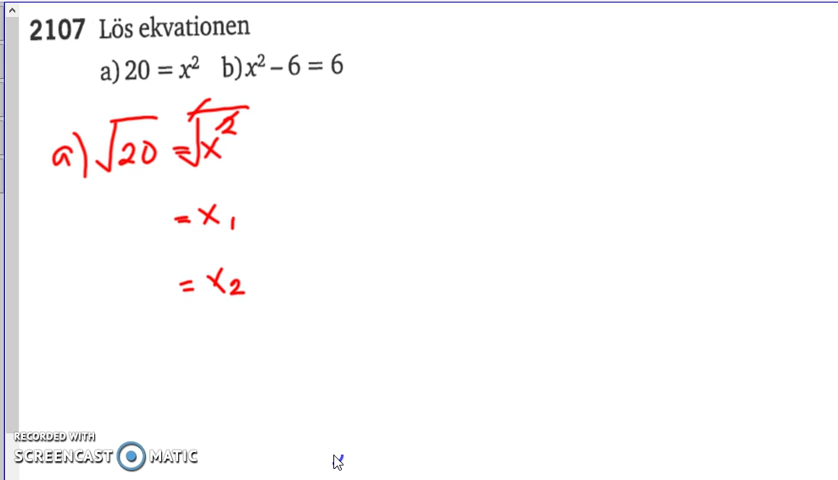 2107 Lös ekvationen
a) 20 = x² b) x² – 6 = 6
a) √20 = √x²
= x₁
= x₂
RECORDED WITH
SCREENCAST MATIC